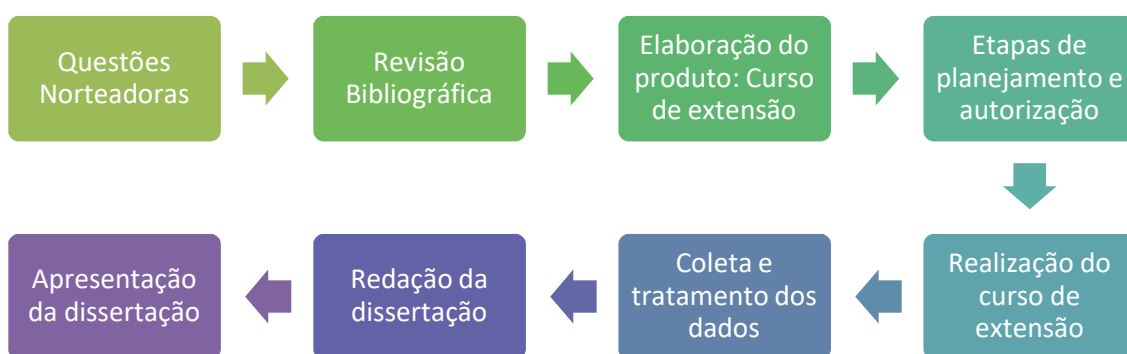 Questões
Norteadoras
Revisão
Bibliográfica
Elaboração do
produto: Curso
de extensão
Etapas de
planejamento e
autorização
Realização do
curso de
extensão
Coleta e
tratamento dos
dados
Redação da
dissertação
Apresentação
da dissertação